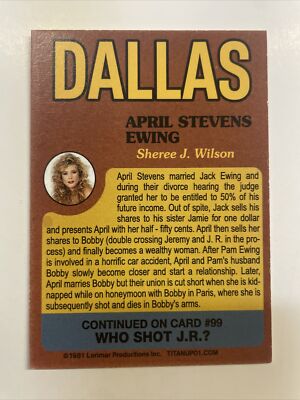 DALLAS
APRIL STEVENS
EWING
Sheree J. Wilson
April Stevens married Jack Ewing and
during their divorce hearing the judge
granted her to be entitled to 50% of his
future income. Out of spite, Jack sells his
shares to his sister Jamie for one dollar
and presents April with her half - fifty cents. April then sells her
shares to Bobby (double crossing Jeremy and J.R. in the pro-
cess) and finally becomes a wealthy woman. After Pam Ewing
is involved in a horrific car accident, April and Pam's husband
Bobby slowly become closer and start a relationship. Later,
April marries Bobby but their union is cut short when she is kid-
napped while on honeymoon with Bobby in Paris, where she is
subsequently shot and dies in Bobby's arms.
CONTINUED ON CARD #99
WHO SHOT J.R.?
©1981 Lorimar Productions Inc. TITANUP01.COM